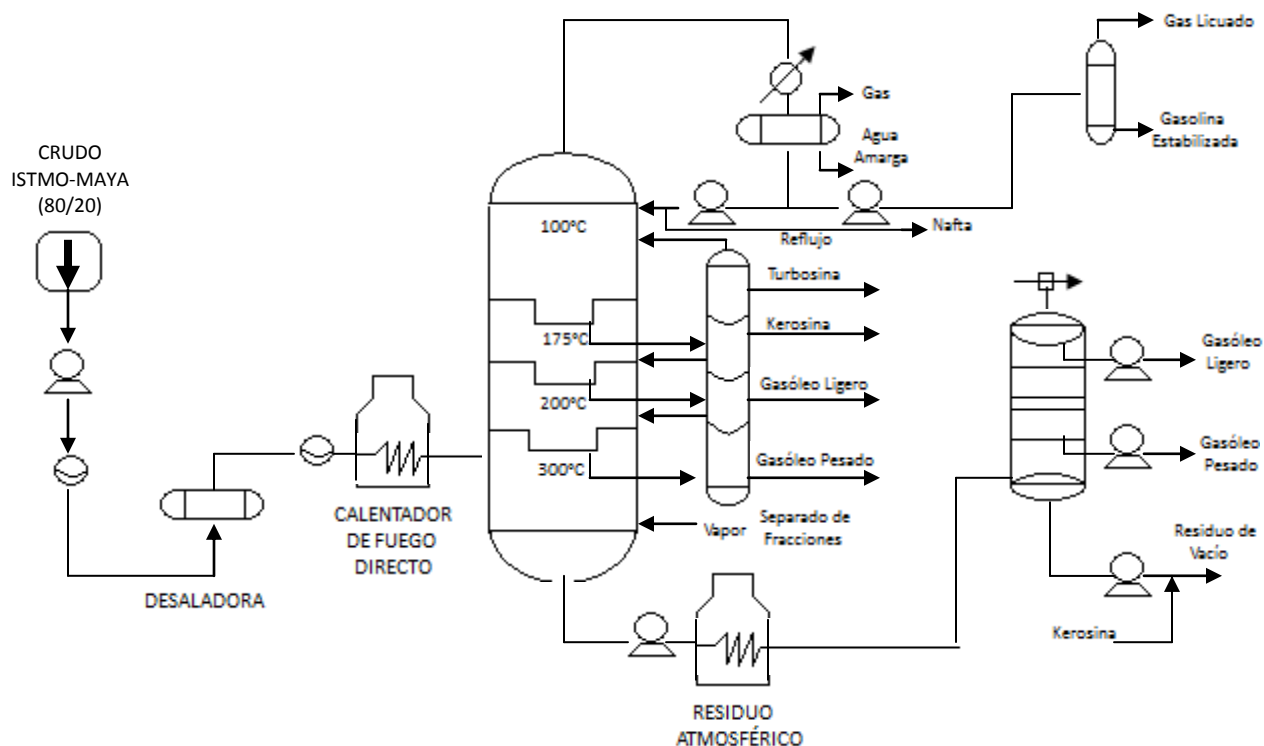 Gas Licuado
Gas
Agua
Amarga
Gasolina
Estabilizada
CRUDO
ISTMO-MAYA
(80/20)
100ºC
Reflujo
Nafta
Turbosina
Kerosina
175ºC
Gasóleo
Ligero
Gasóleo Ligero
200ºC
Gasóleo
Pesado
Gasóleo Pesado
300ºC
CALENTADOR
DE FUEGO
DIRECTO
Vapor
Separado de
Fracciones
Residuo de
Vacío
DESALADORA
Kerosina
RESIDUO
ATMOSFÉRICO